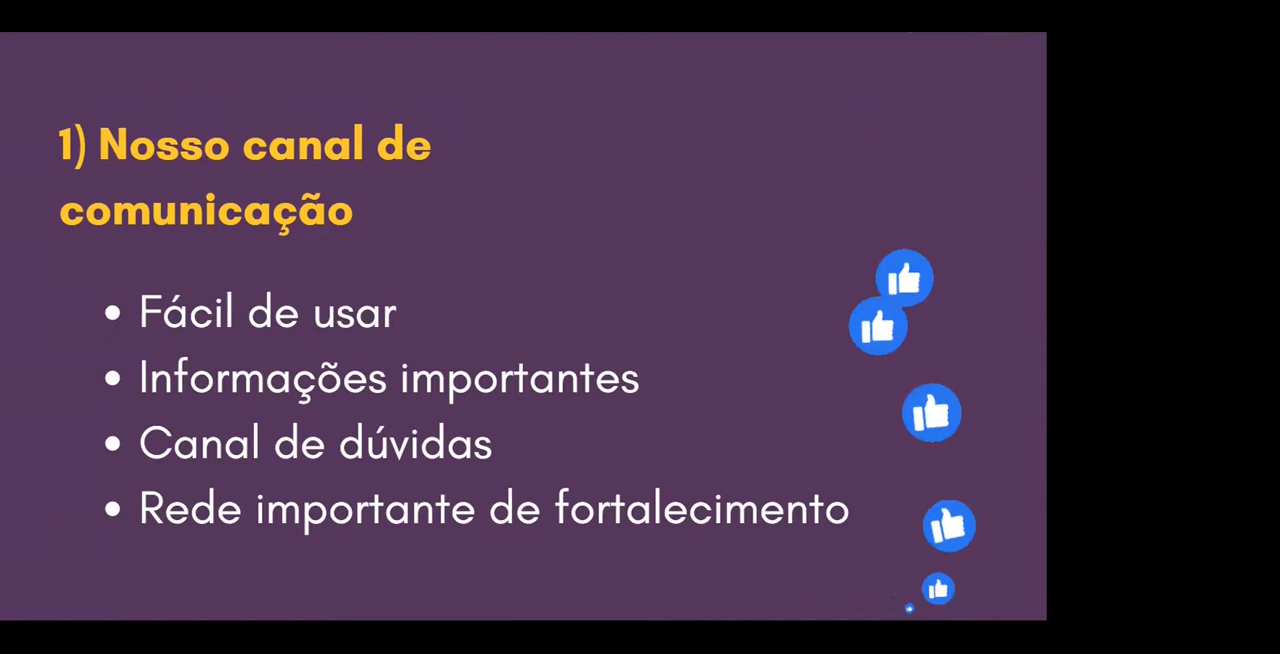 1) Nosso canal de
comunicação
• Fácil de usar
• Informações importantes
• Canal de dúvidas
• Rede importante de fortalecimento